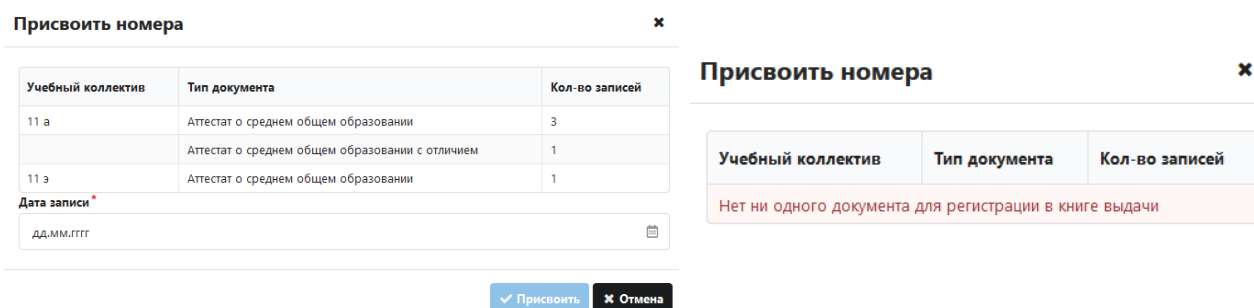 Присвоить номера
Учебный коллектив Тип документа Кол-во записей
11 а Аттестат о среднем общем образовании 3
Аттестат о среднем общем образовании с отличием 1
11 э Аттестат о среднем общем образовании 1
Дата записи*
дд.мм.гггг
Присвоить Отмена
Присвоить номера
Учебный коллектив Тип документа Кол-во записей
Нет ни одного документа для регистрации в книге выдачи